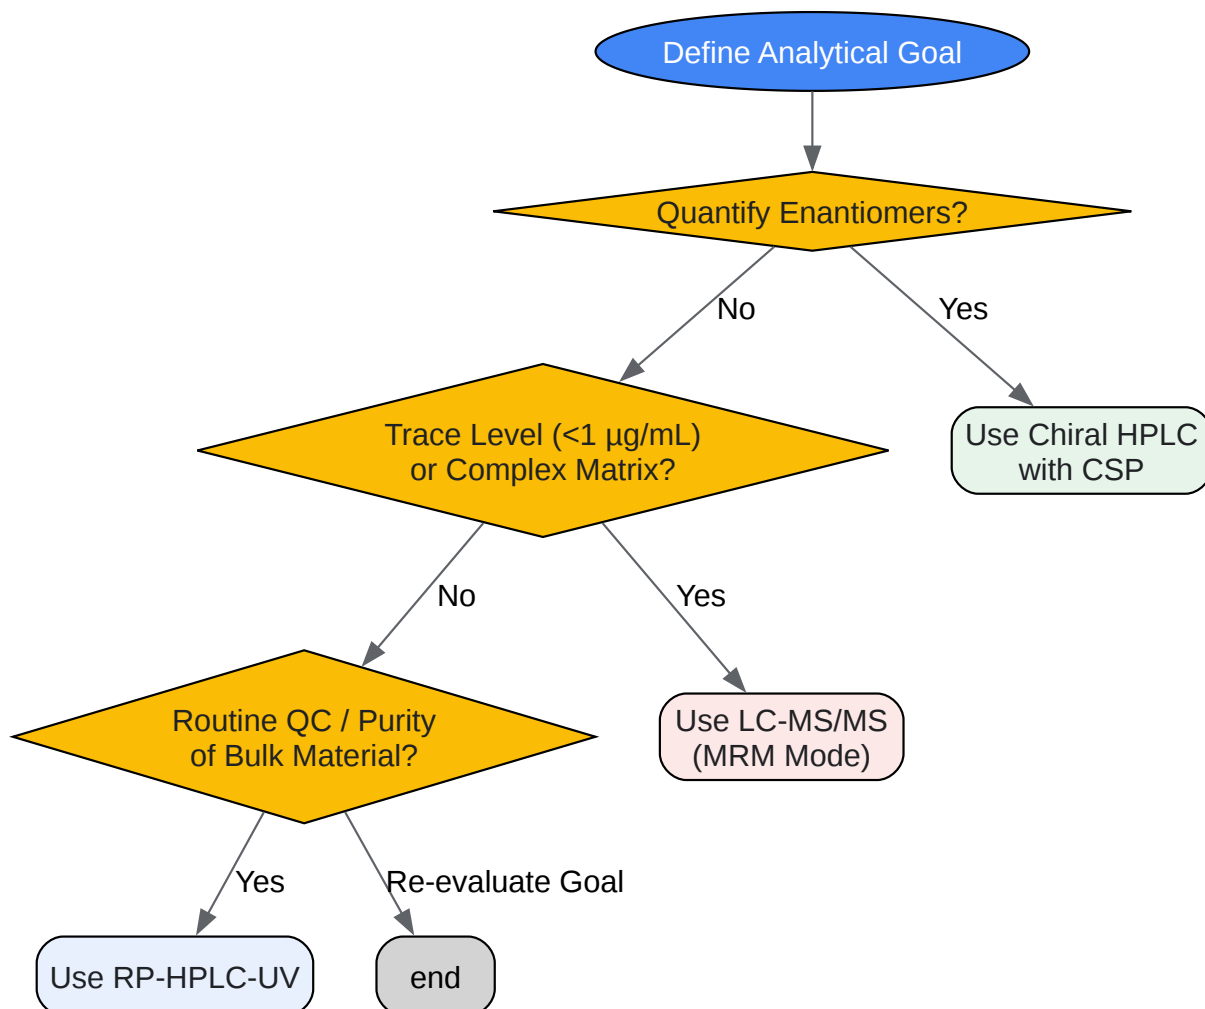 Define Analytical Goal
Quantify Enantiomers?
No
Yes
Trace Level (<1 µg/mL)
or Complex Matrix?
Use Chiral HPLC
with CSP
No
Yes
Routine QC / Purity
of Bulk Material?
Use LC-MS/MS
(MRM Mode)
Yes
Re-evaluate Goal
Use RP-HPLC-UV
end